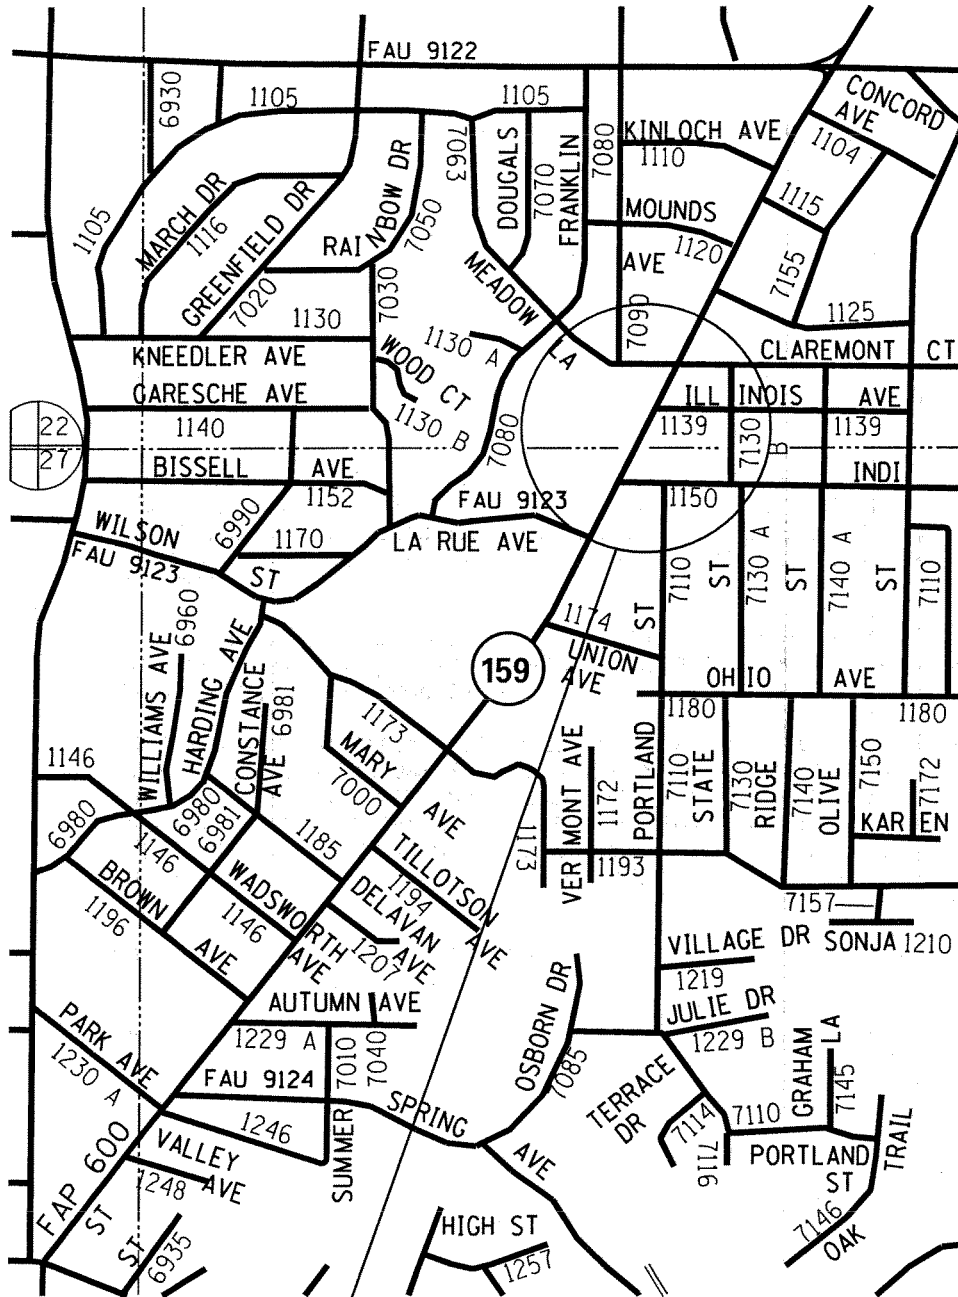 FAU 9122
6930
1105
1105
CONCORD AVE
DOUGALS
7063
7070
FRANKLIN
7080
KINLOCH AVE
1110
1104
MARCH DR
1116
GREENFIELD DR
7020
RAI NBOW DR
7050
1115
1105
MOUNDS
AVE
1120
MEADOW
LA
7030
7090
7155
1125
1130
KNEEDLER AVE
1130 A
WOOD CT
1130 B
CLAREMONT CT
GARESCHE AVE
ILL INOIS AVE
22
27
1140
7080
1139
7130 B
1139
BISSELL AVE
INDI
1152
FAU 9123
1150
WILSON
ST
FAU 9123
6990
1170
LA RUE AVE
7110
ST
7130 A
ST
7140 A
ST
7110
6960
WILLIAMS AVE
HARDING AVE
CONSTANCE
AVE 6981
1174
UNION
AVE
ST
159
OHIO AVE
1173
MARY
7000
AVE
1180
1180
1146
6980
6980
6981
1185
VER MONT AVE
1172
PORTLAND
7110
STATE
7130
RIDGE
7140
OLIVE
7150
7172
KAR EN
1173
1193
1146
BROWN
1196
AVE
WADSWORTH
1146
AVE
TILLOTSON
1194
AVE
DELAVAN
AVE
1207
7157
SONJA 1210
VILLAGE DR
1219
AUTUMN AVE
1229 A
7010
7040
OSBORN DR
7085
JULIE DR
1229 B
PARK AVE
1230 A
FAU 9124
SPRING
AVE
TERRACE
DR
7114
7116
7110
GRAHAM
LA
7145
PORTLAND
ST
TRAIL
1246
SUMMER
VALLEY
AVE
1248
FAP 600
ST
ST
6935
HIGH ST
1257
7146
OAK